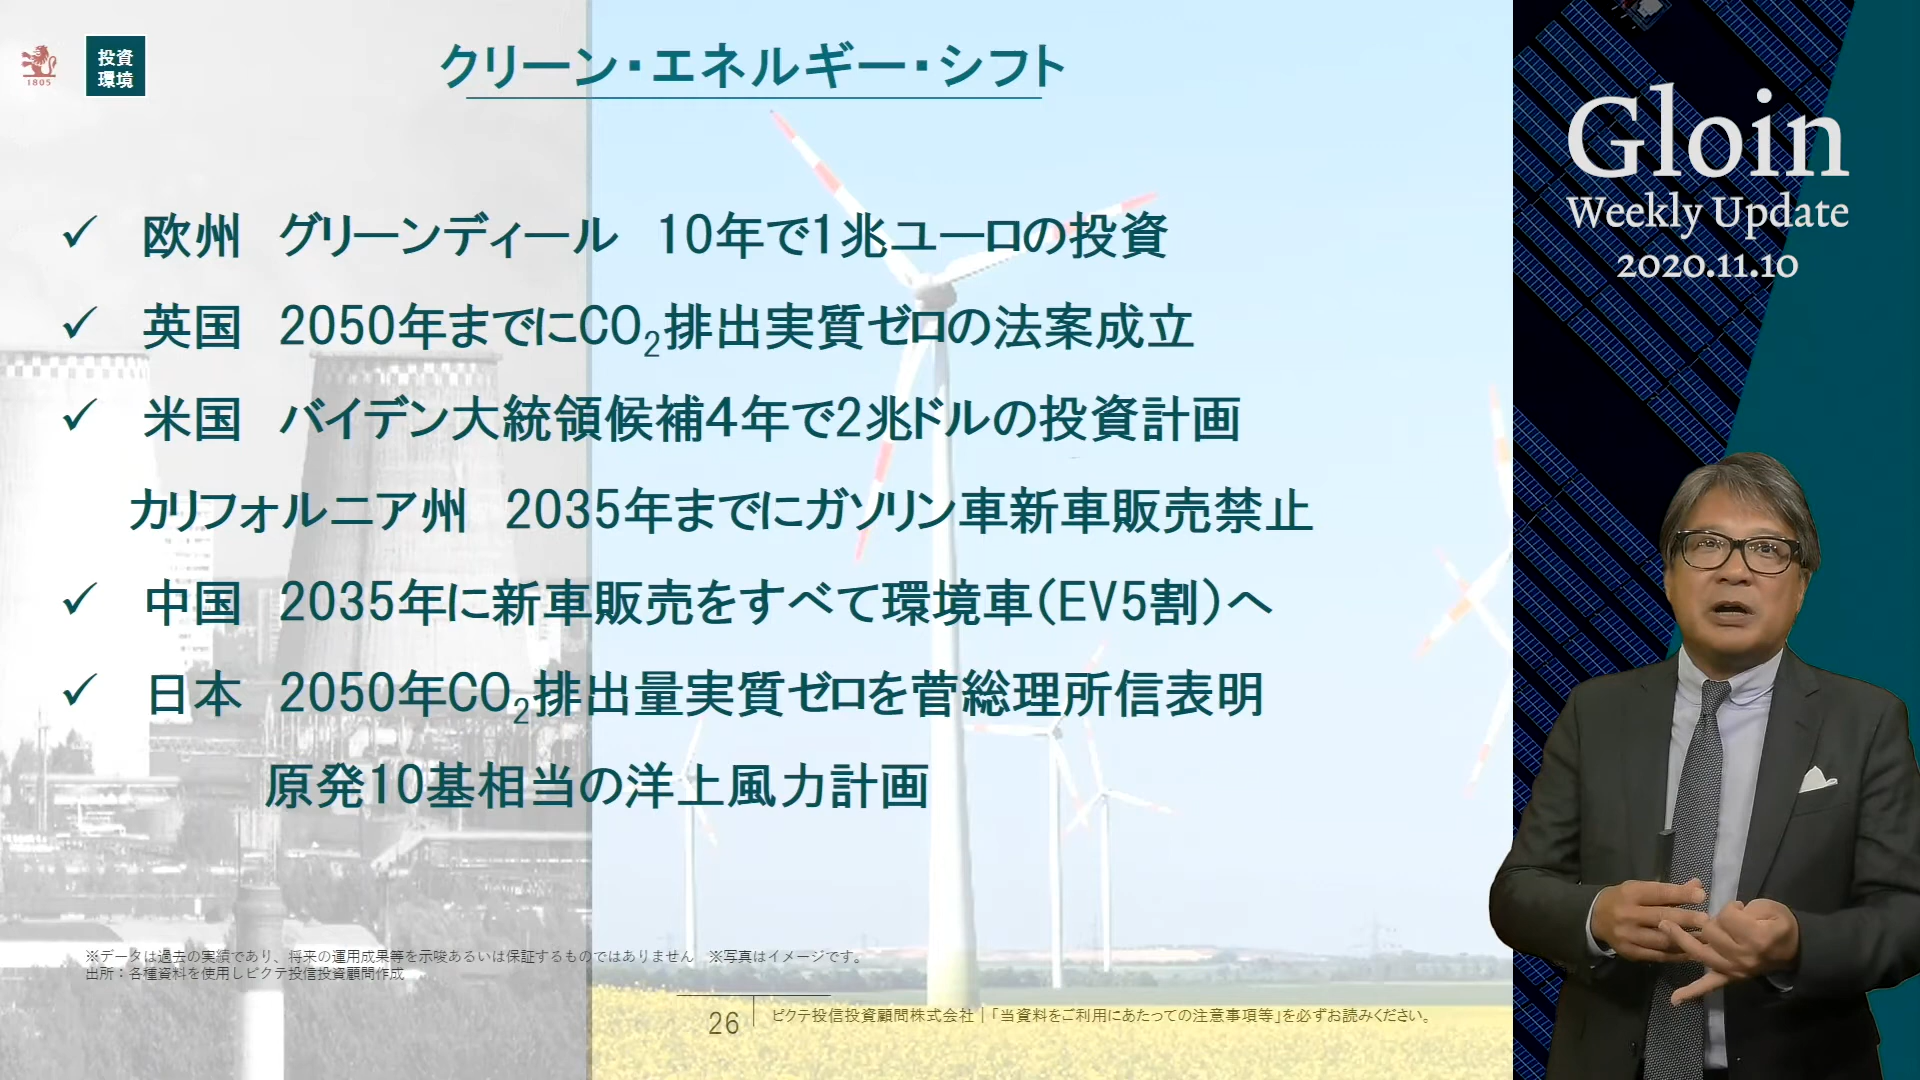 1805
投資
環境
クリーン・エネルギー・シフト
✓ 欧州 グリーンディール 10年で1兆ユーロの投資
✓ 英国 2050年までにCO₂排出実質ゼロの法案成立
✓ 米国 バイデン大統領候補4年で2兆ドルの投資計画
カリフォルニア州 2035年までにガソリン車新車販売禁止
✓ 中国 2035年に新車販売をすべて環境車(EV5割)へ
✓ 日本 2050年CO₂排出量実質ゼロを菅総理所信表明
原発10基相当の洋上風力計画
※データは過去の実績であり、将来の運用成果等を示唆あるいは保証するものではありません ※写真はイメージです。
出所：各種資料を使用しピクテ投信投資顧問作成
26
ピクテ投信投資顧問株式会社｜「当資料をご利用にあたっての注意事項等」を必ずお読みください。
Gloin
Weekly Update
2020.11.10